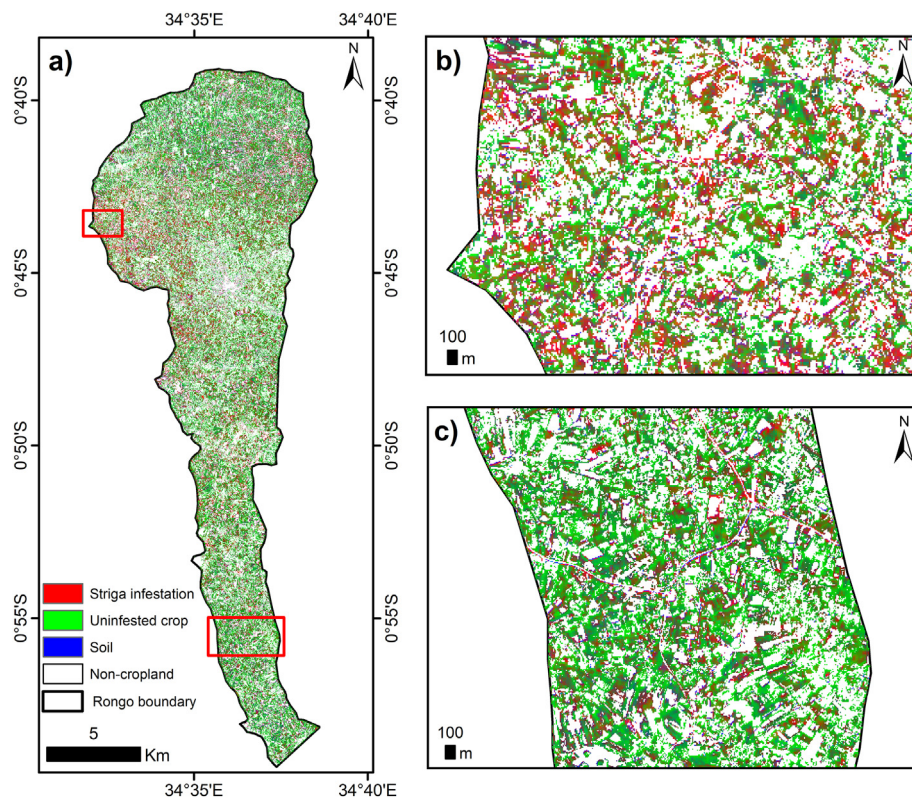 34°35'E
34°40'E
a)
N
0°40'S
0°45'S
0°50'S
0°55'S
Striga infestation
Uninfested crop
Soil
Non-cropland
Rongo boundary
5
Km
34°35'E
34°40'E
b)
N
0°40'S
0°45'S
100
m
c)
N
0°50'S
0°55'S
100
m